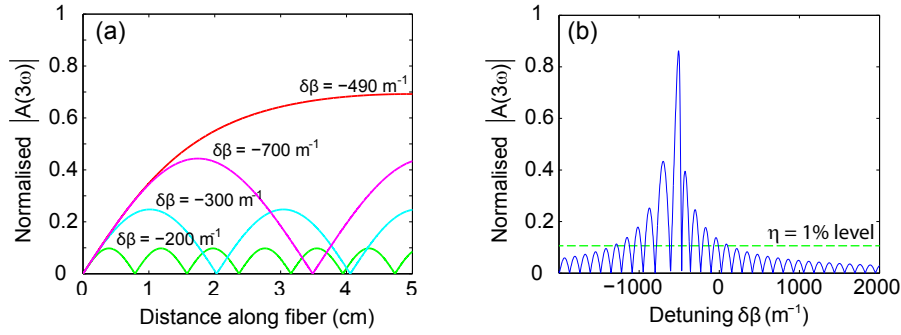 (a)
1
0.8
0.6
0.4
0.2
0
Normalised |A(3ω)|
δβ = −490 m⁻¹
δβ = −700 m⁻¹
δβ = −300 m⁻¹
δβ = −200 m⁻¹
0 1 2 3 4 5
Distance along fiber (cm)
(b)
1
0.8
0.6
0.4
0.2
0
Normalised |A(3ω)|
η = 1% level
−1000 0 1000 2000
Detuning δβ (m⁻¹)